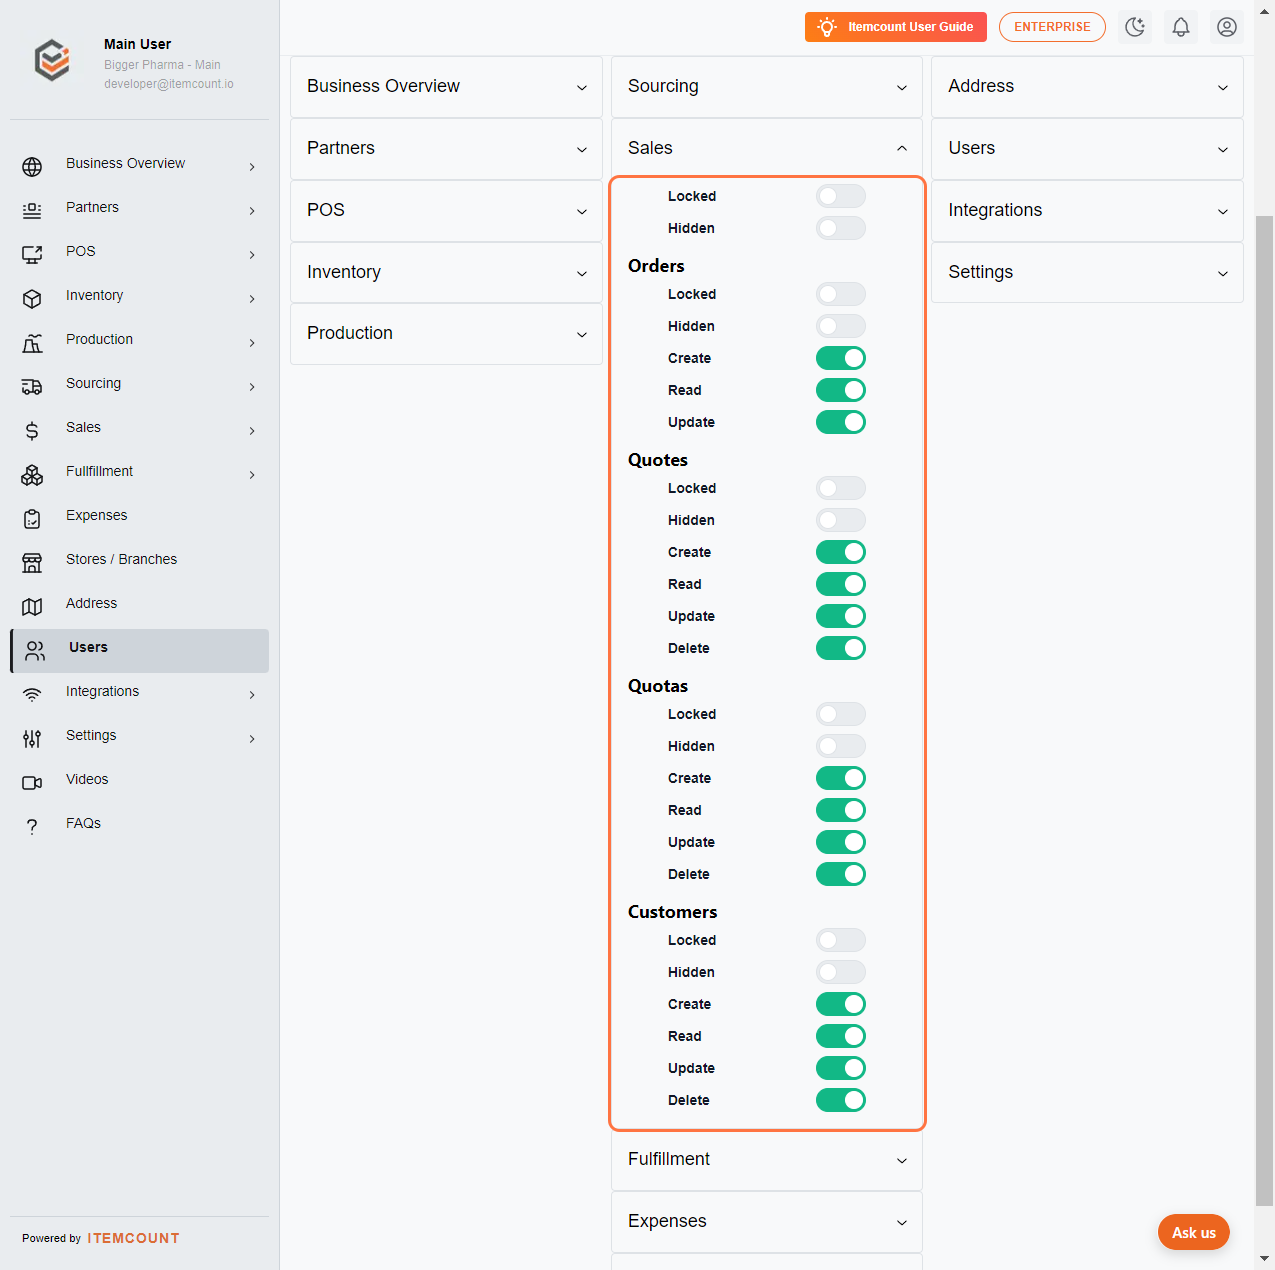 Main User
Bigger Pharma - Main
developer@itemcount.io
Business Overview
Partners
POS
Inventory
Production
Sourcing
Sales
Fullfillment
Expenses
Stores / Branches
Address
Users
Integrations
Settings
Videos
FAQs
Powered by ITEMCOUNT
Itemcount User Guide
ENTERPRISE
Business Overview
Partners
POS
Inventory
Production
Sourcing
Sales
Locked
Hidden
Orders
Locked
Hidden
Create
Read
Update
Quotes
Locked
Hidden
Create
Read
Update
Delete
Quotas
Locked
Hidden
Create
Read
Update
Delete
Customers
Locked
Hidden
Create
Read
Update
Delete
Fulfillment
Expenses
Address
Users
Integrations
Settings
Ask us